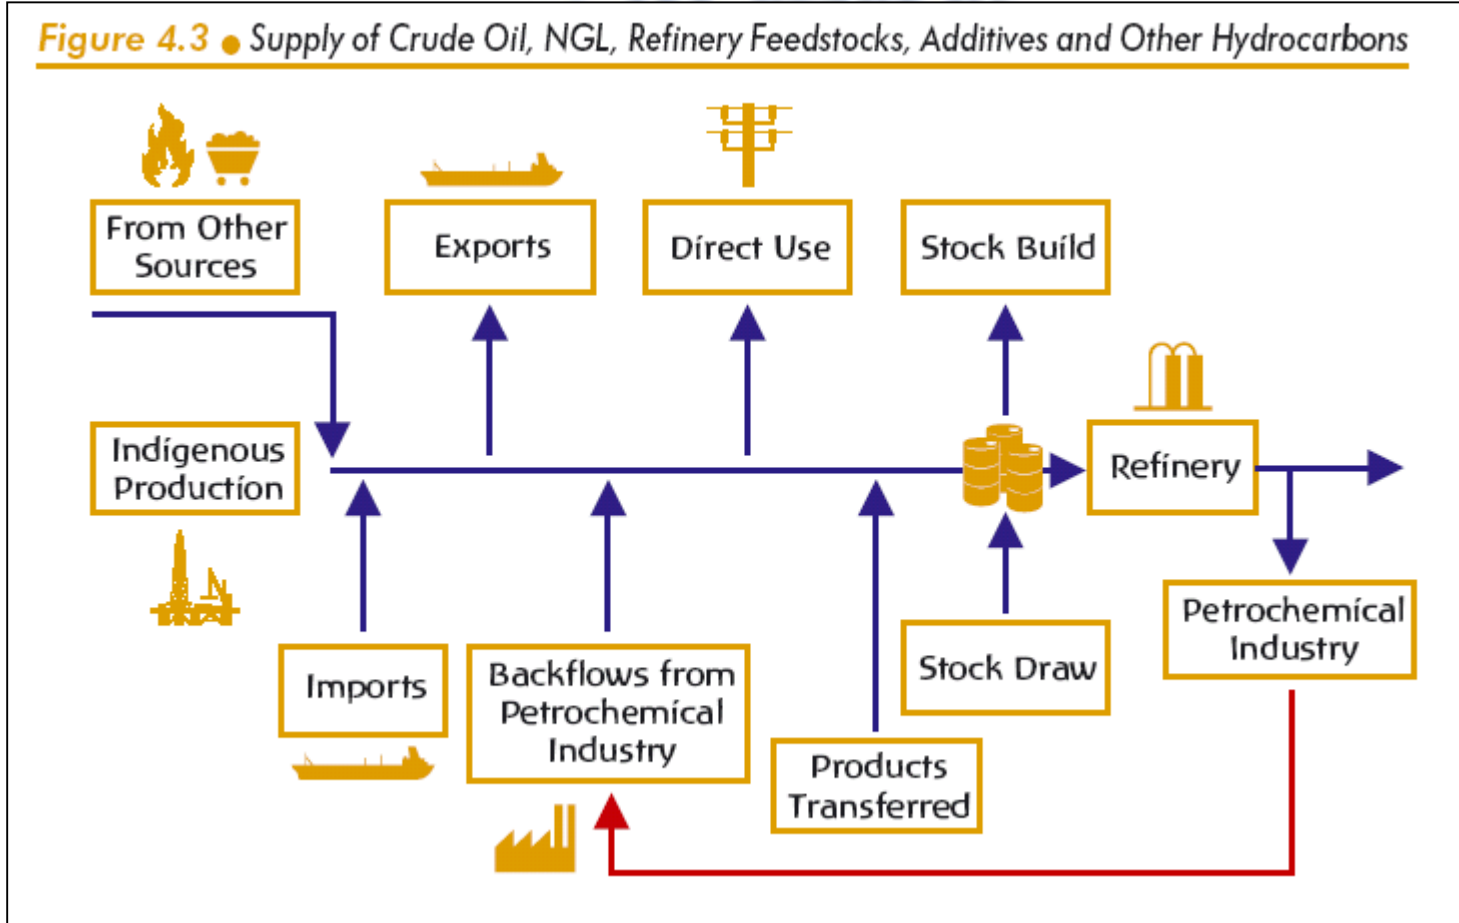 Figure 4.3 ● Supply of Crude Oil, NGL, Refinery Feedstocks, Additives and Other Hydrocarbons
From Other
Sources
Exports
Direct Use
Stock Build
Indigenous
Production
Refinery
Imports
Backflows from
Petrochemical
Industry
Products
Transferred
Stock Draw
Petrochemical
Industry